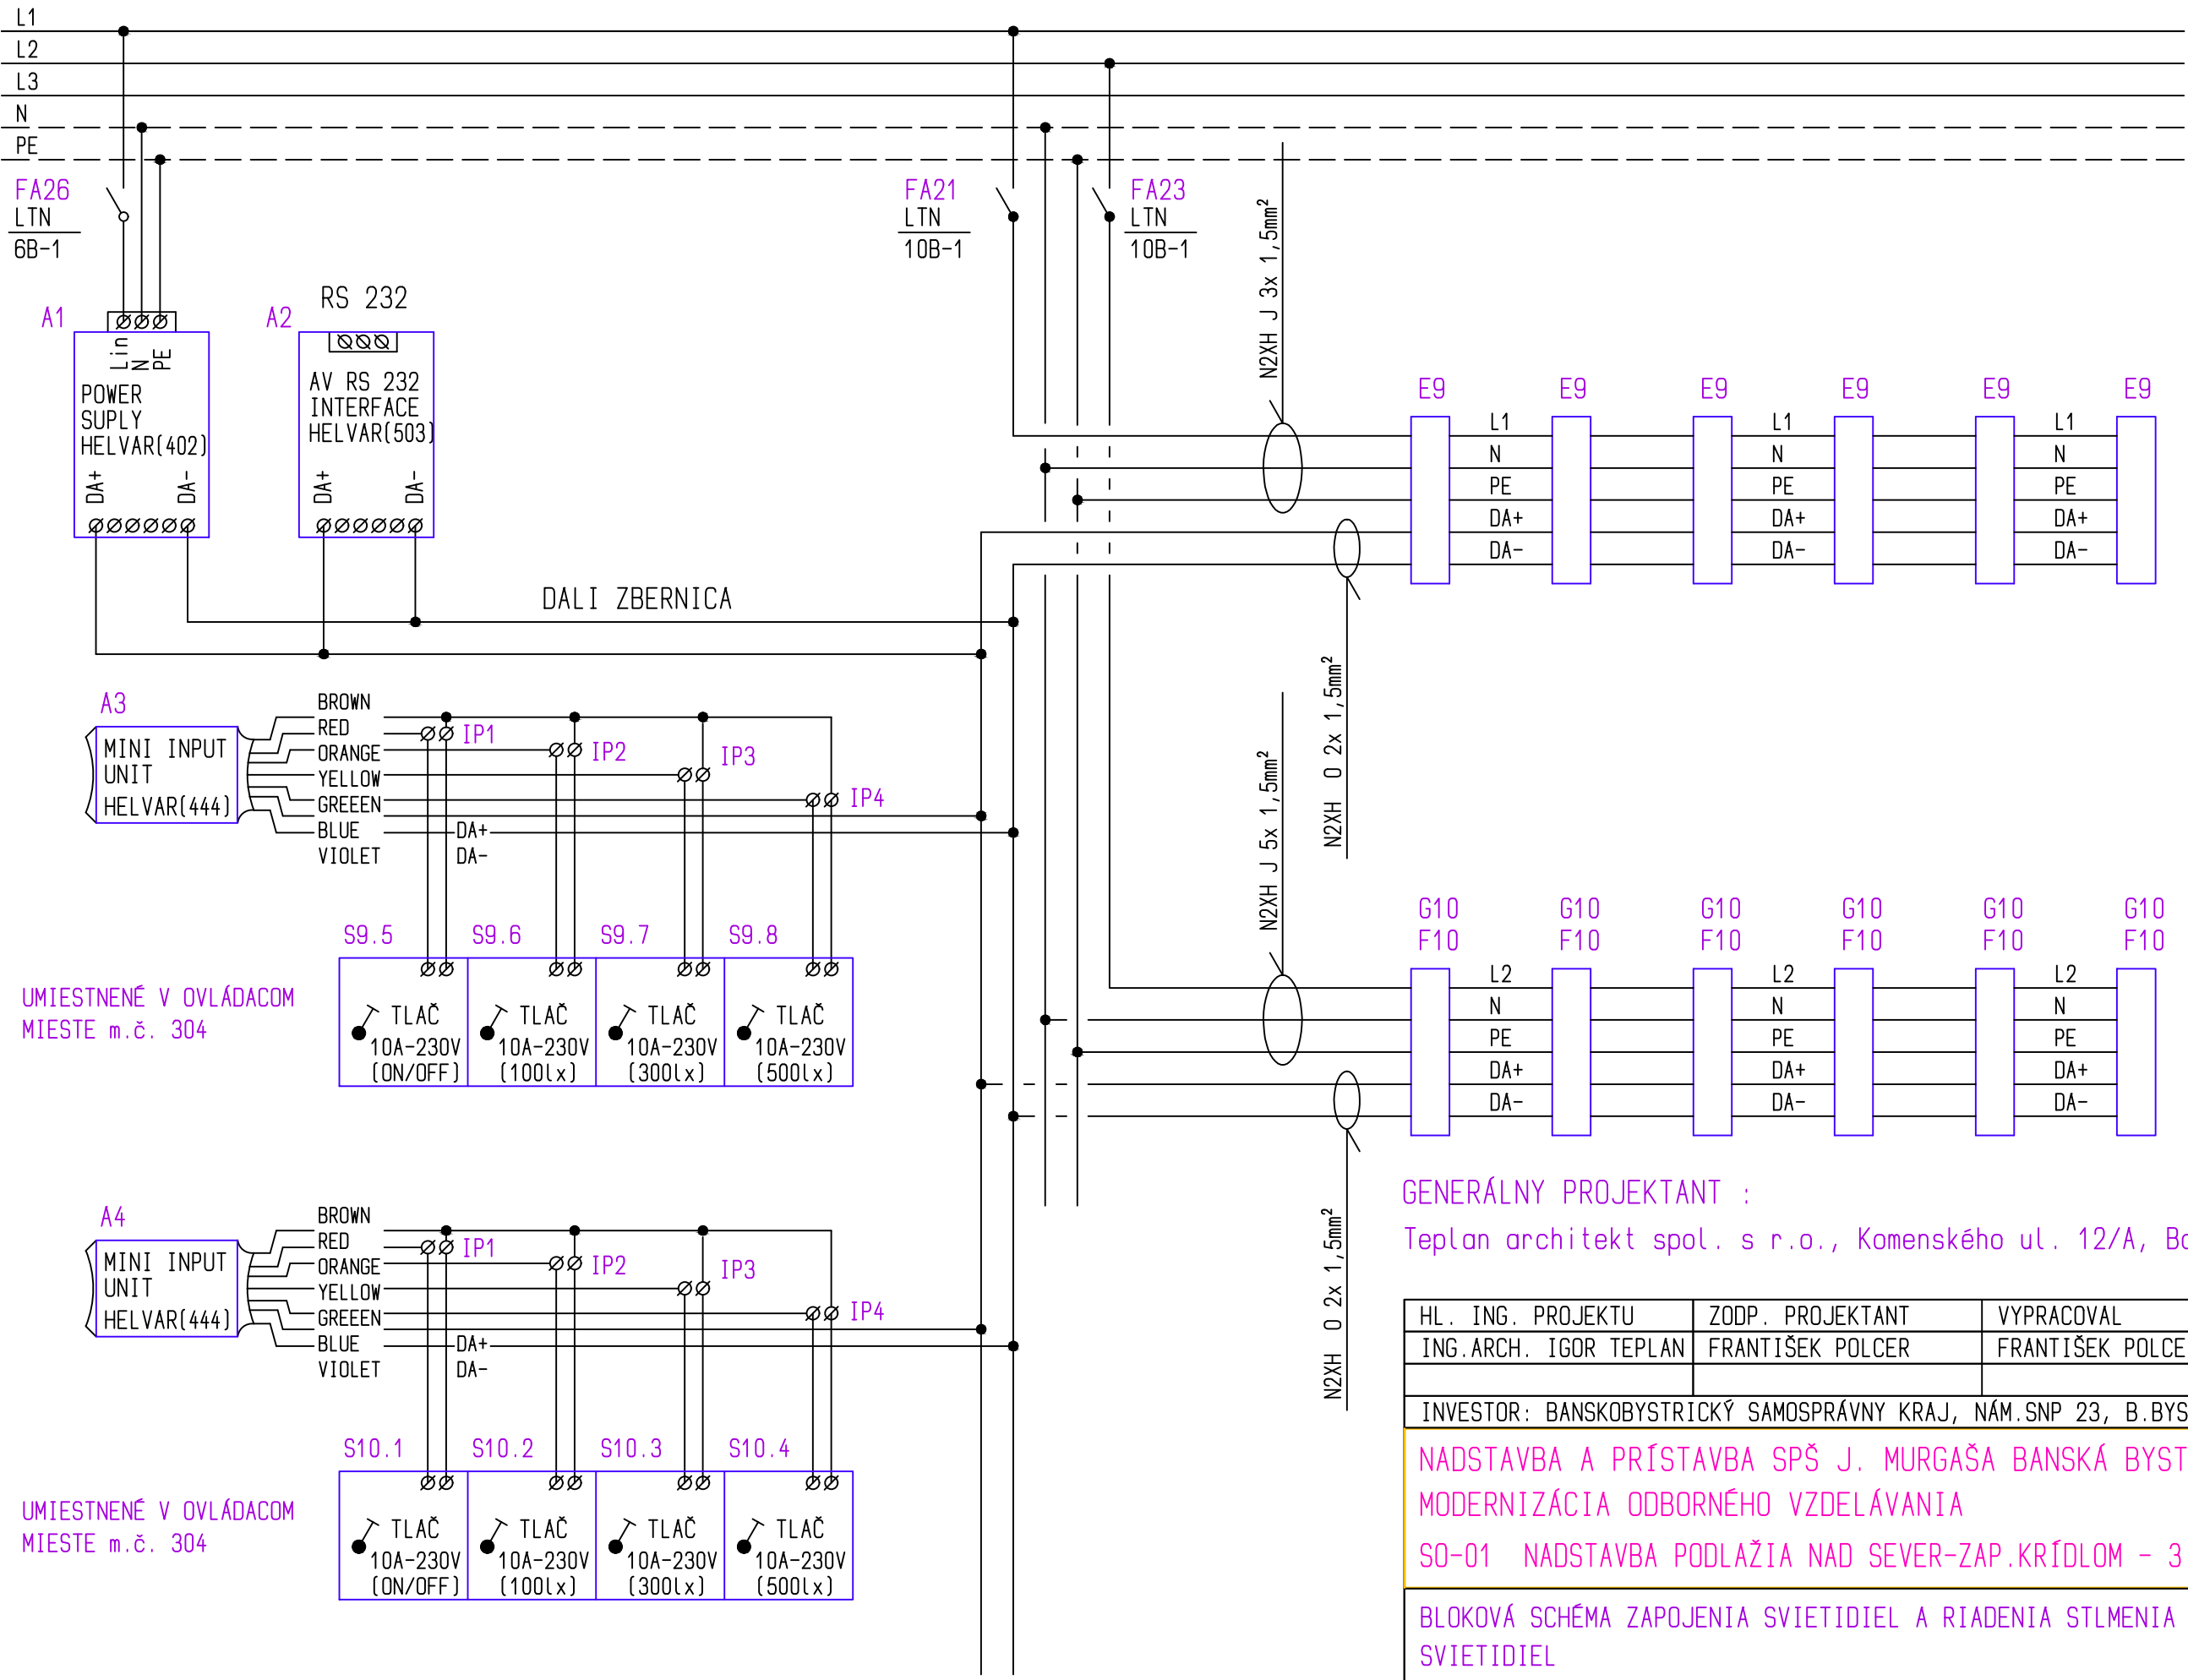 L1
L2
L3
N
PE
FA26
LTN
6B-1
FA21
LTN
10B-1
FA23
LTN
10B-1
N2XH J 3x 1,5mm²
RS 232
A1
Lin
N
PE
POWER
SUPLY
HELVAR(402)
DA+
DA-
A2
AV RS 232
INTERFACE
HELVAR(503)
DA+
DA-
E9 E9 E9 E9 E9 E9
L1 L1 L1
N N N
PE PE PE
DA+ DA+ DA+
DA- DA- DA-
DALI ZBERNICA
N2XH O 2x 1,5mm²
A3
MINI INPUT
UNIT
HELVAR(444)
BROWN
RED
ORANGE
YELLOW
GREEEN
BLUE DA+
VIOLET DA-
IP1
IP2
IP3
IP4
N2XH J 5x 1,5mm²
S9.5 S9.6 S9.7 S9.8
UMIESTNENÉ V OVLÁDACOM
MIESTE m.č. 304
TLAČ TLAČ TLAČ TLAČ
10A-230V 10A-230V 10A-230V 10A-230V
(ON/OFF) (100lx) (300lx) (500lx)
G10 G10 G10 G10 G10 G10
F10 F10 F10 F10 F10 F10
L2 L2 L2
N N N
PE PE PE
DA+ DA+ DA+
DA- DA- DA-
N2XH O 2x 1,5mm²
A4
MINI INPUT
UNIT
HELVAR(444)
BROWN
RED
ORANGE
YELLOW
GREEEN
BLUE DA+
VIOLET DA-
IP1
IP2
IP3
IP4
S10.1 S10.2 S10.3 S10.4
UMIESTNENÉ V OVLÁDACOM
MIESTE m.č. 304
TLAČ TLAČ TLAČ TLAČ
10A-230V 10A-230V 10A-230V 10A-230V
(ON/OFF) (100lx) (300lx) (500lx)
GENERÁLNY PROJEKTANT :
Teplan architekt spol. s r.o., Komenského ul. 12/A, Ba
HL. ING. PROJEKTU ZODP. PROJEKTANT VYPRACOVAL
ING.ARCH. IGOR TEPLAN FRANTIŠEK POLCER FRANTIŠEK POLCE
INVESTOR: BANSKOBYSTRICKÝ SAMOSPRÁVNY KRAJ, NÁM.SNP 23, B.BYS
NADSTAVBA A PRÍSTAVBA SPŠ J. MURGAŠA BANSKÁ BYST
MODERNIZÁCIA ODBORNÉHO VZDELÁVANIA
SO-01 NADSTAVBA PODLAŽIA NAD SEVER-ZAP.KRÍDLOM - 3
BLOKOVÁ SCHÉMA ZAPOJENIA SVIETIDIEL A RIADENIA STLMENIA
SVIETIDIEL